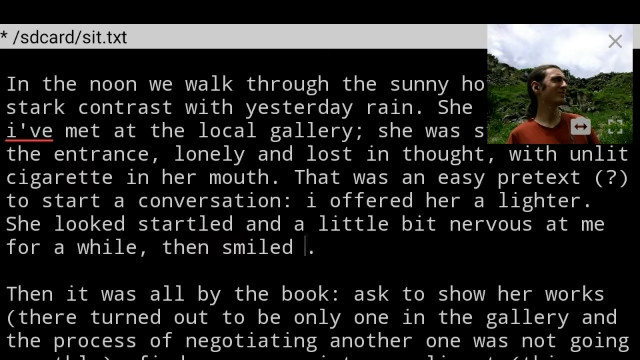 * /sdcard/sit.txt
In the noon we walk through the sunny ho
stark contrast with yesterday rain. She
i've met at the local gallery; she was s
the entrance, lonely and lost in thought, with unlit
cigarette in her mouth. That was an easy pretext (?)
to start a conversation: i offered her a lighter.
She looked startled and a little bit nervous at me
for a while, then smiled .
Then it was all by the book: ask to show her works
(there turned out to be only one in the gallery and
the process of negotiating another one was not going